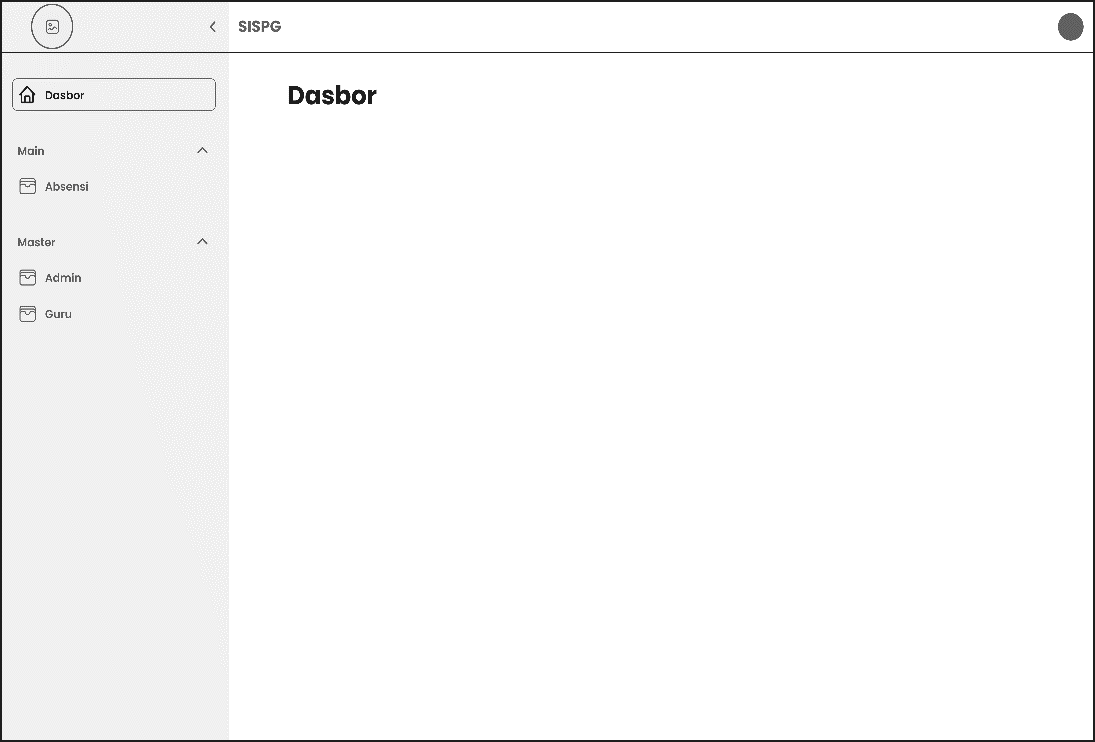 SISPG
Dasbor
Main
Absensi
Master
Admin
Guru
Dasbor